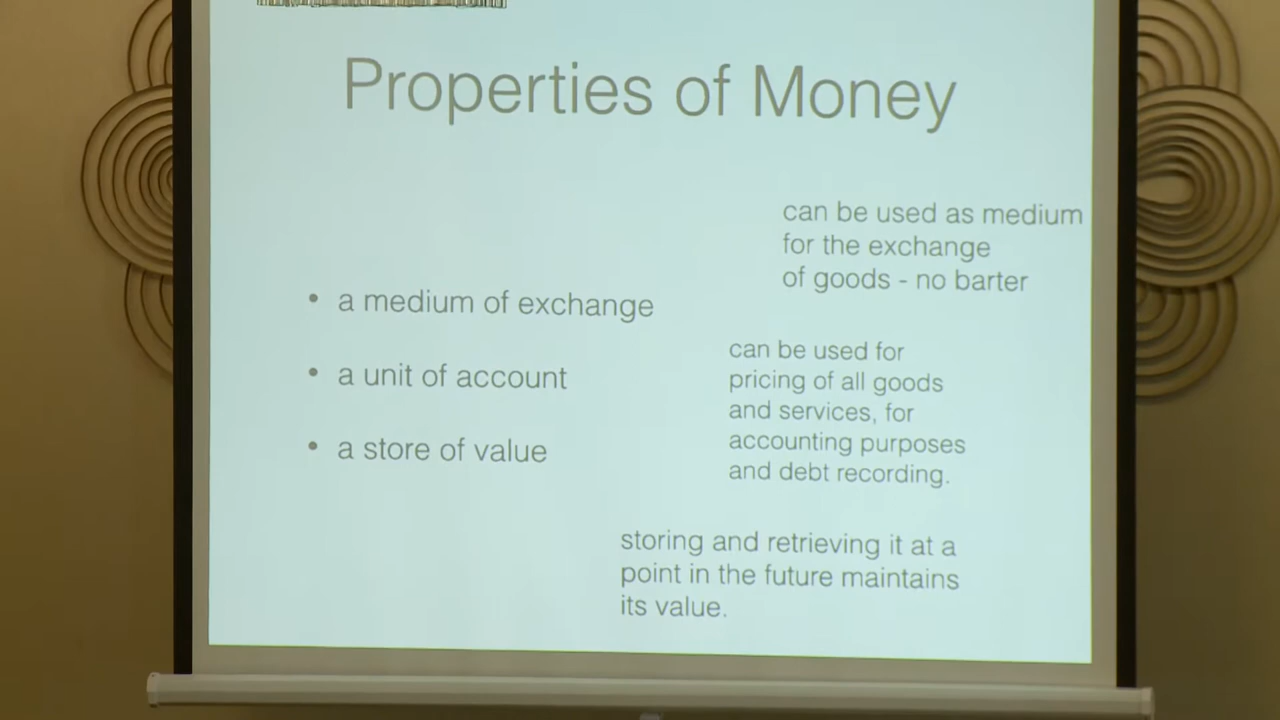 Properties of Money
can be used as medium
for the exchange
of goods - no barter
• a medium of exchange
• a unit of account
• a store of value
can be used for
pricing of all goods
and services, for
accounting purposes
and debt recording.
storing and retrieving it at a
point in the future maintains
its value.